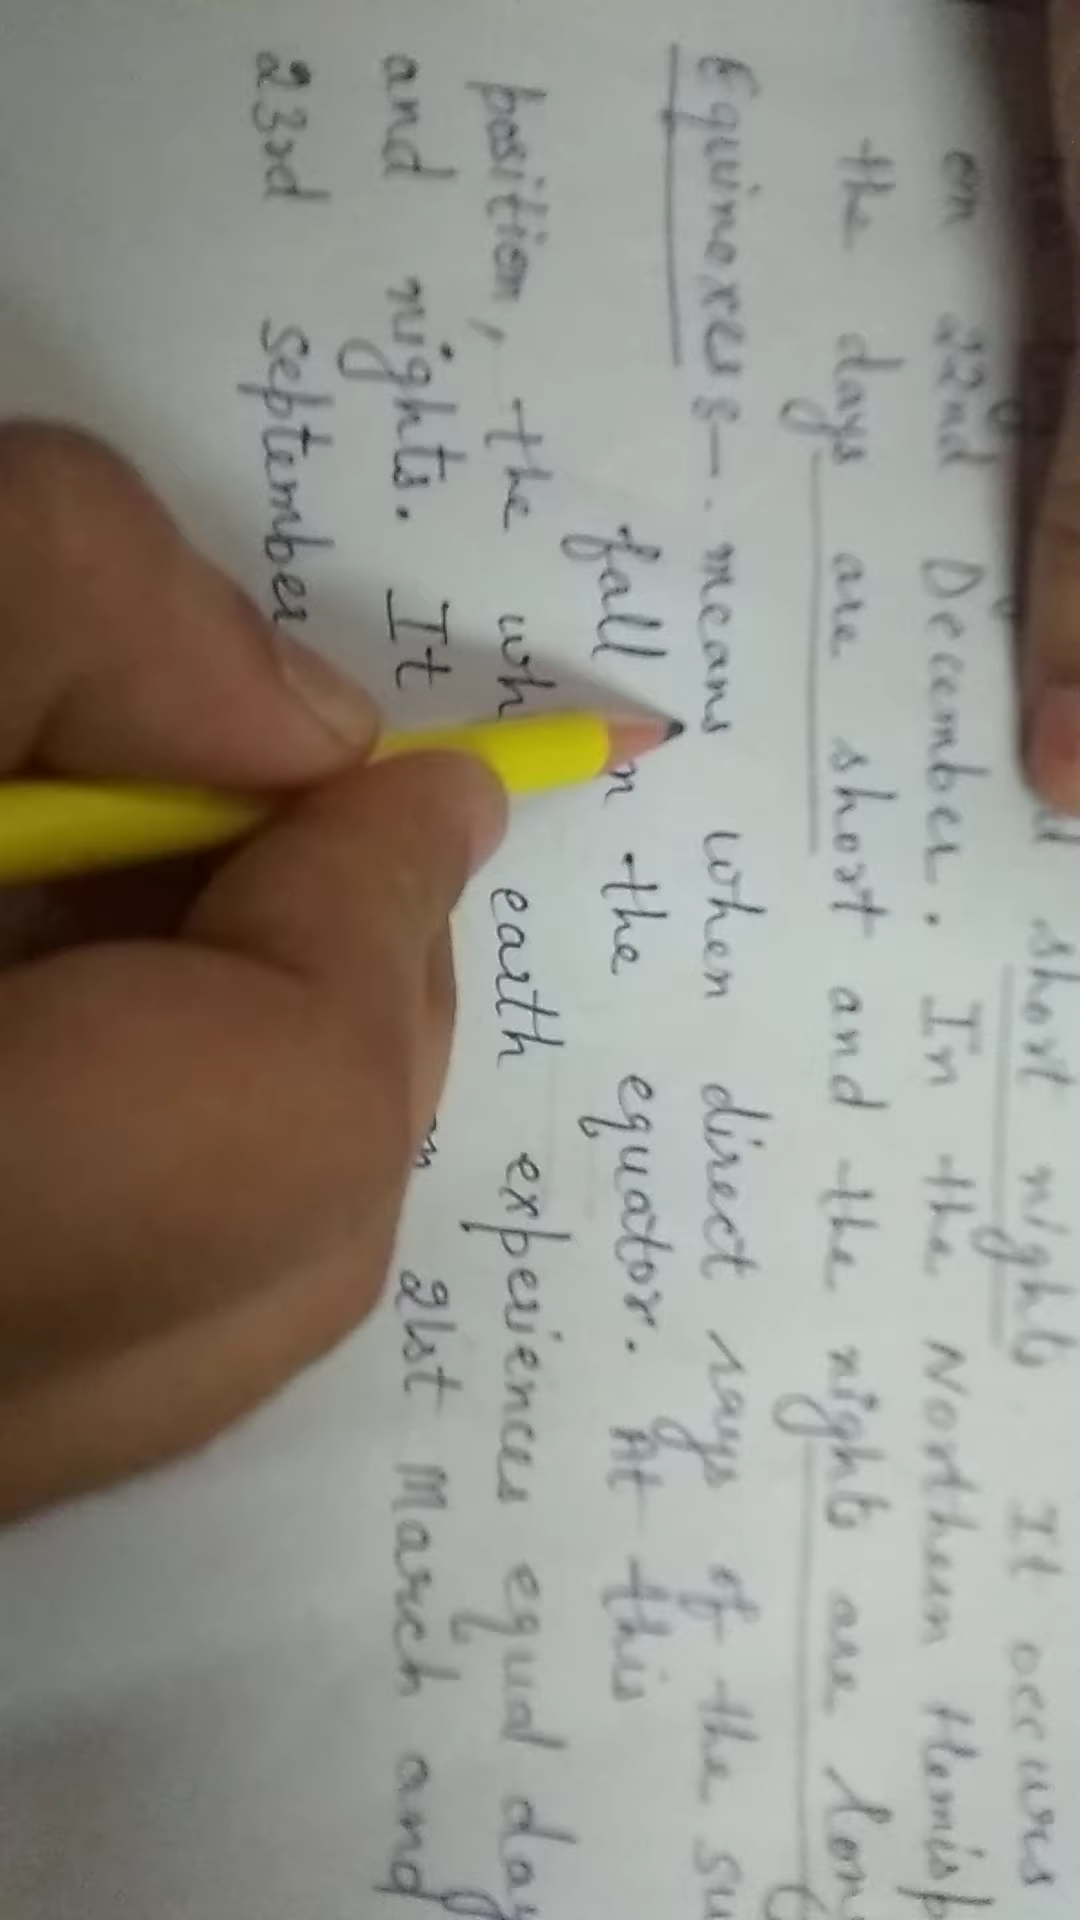 short nights It occurs
on 22nd December. In the Northern Hemisp
the days are short and the nights are lon
Equinoxes :- means when direct rays of the su
fall n the equator. At this
position, the wh earth experiences equal day
and nights. It on 21st March and
23rd September